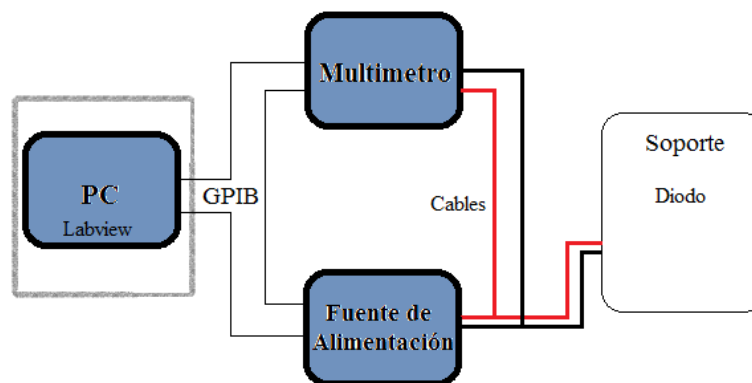 Multimetro
PC
Labview
GPIB
Cables
Soporte
Diodo
Fuente de
Alimentación